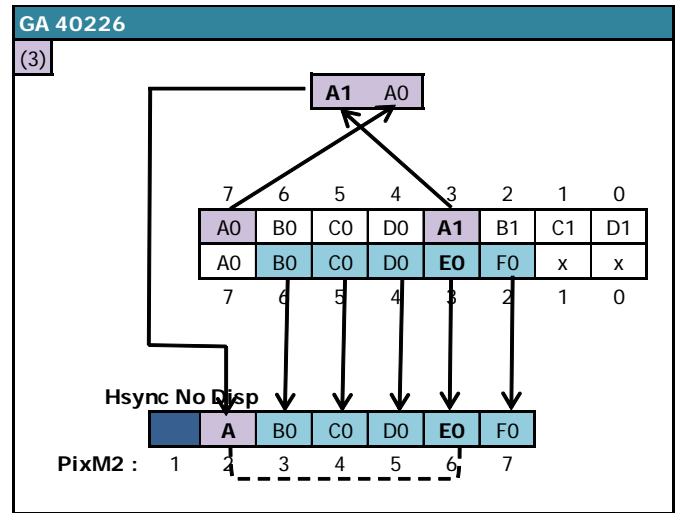 GA 40226
(3)
A1 A0
7 6 5 4 3 2 1 0
A0 B0 C0 D0 A1 B1 C1 D1
A0 B0 C0 D0 E0 F0 x x
7 6 5 4 3 2 1 0
Hsync No Disp
A B0 C0 D0 E0 F0
PixM2 : 1 2 3 4 5 6 7